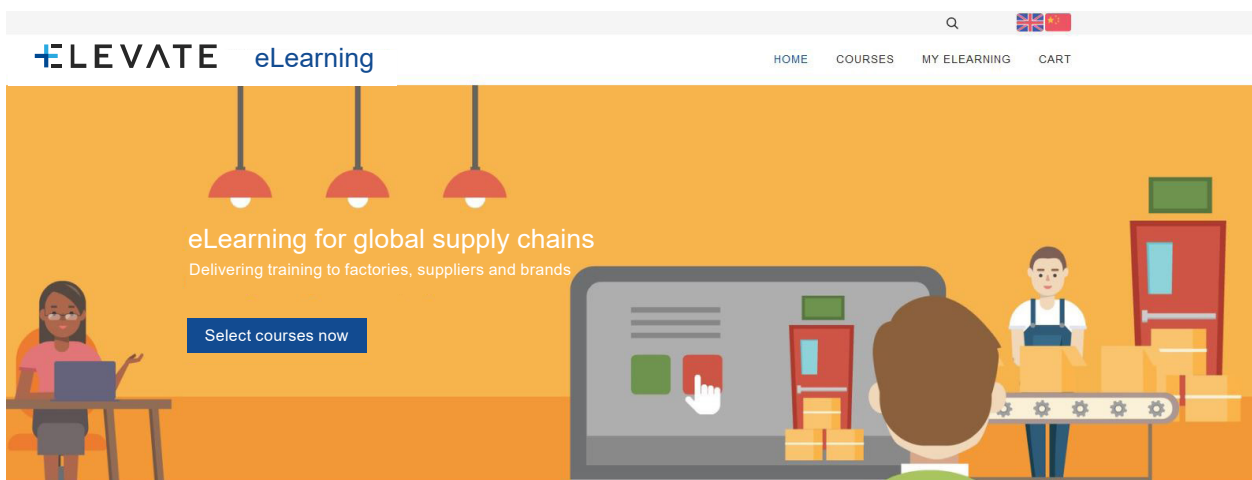 ELEVATE eLearning
HOME COURSES MY ELEARNING CART
eLearning for global supply chains
Delivering training to factories, suppliers and brands
Select courses now